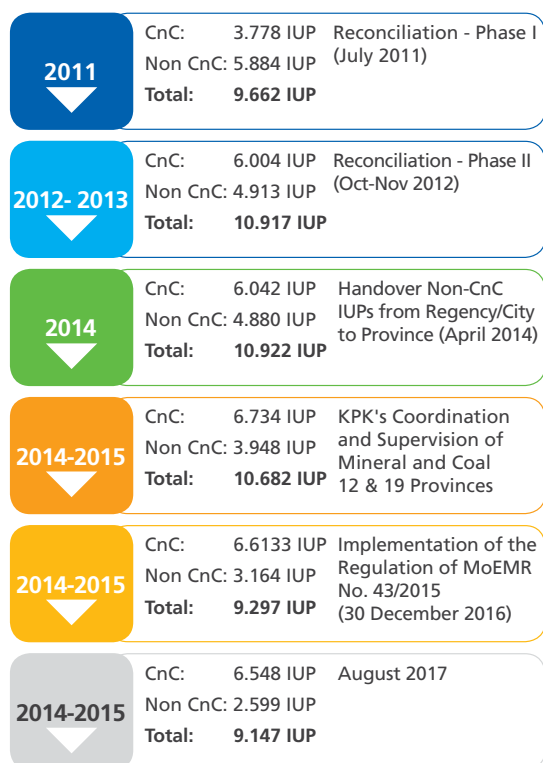 2011
CnC: 3.778 IUP
Non CnC: 5.884 IUP
Total: 9.662 IUP
Reconciliation - Phase I
(July 2011)
2012- 2013
CnC: 6.004 IUP
Non CnC: 4.913 IUP
Total: 10.917 IUP
Reconciliation - Phase II
(Oct-Nov 2012)
2014
CnC: 6.042 IUP
Non CnC: 4.880 IUP
Total: 10.922 IUP
Handover Non-CnC
IUPs from Regency/City
to Province (April 2014)
2014-2015
CnC: 6.734 IUP
Non CnC: 3.948 IUP
Total: 10.682 IUP
KPK's Coordination
and Supervision of
Mineral and Coal
12 & 19 Provinces
2014-2015
CnC: 6.6133 IUP
Non CnC: 3.164 IUP
Total: 9.297 IUP
Implementation of the
Regulation of MoEMR
No. 43/2015
(30 December 2016)
2014-2015
CnC: 6.548 IUP
Non CnC: 2.599 IUP
Total: 9.147 IUP
August 2017